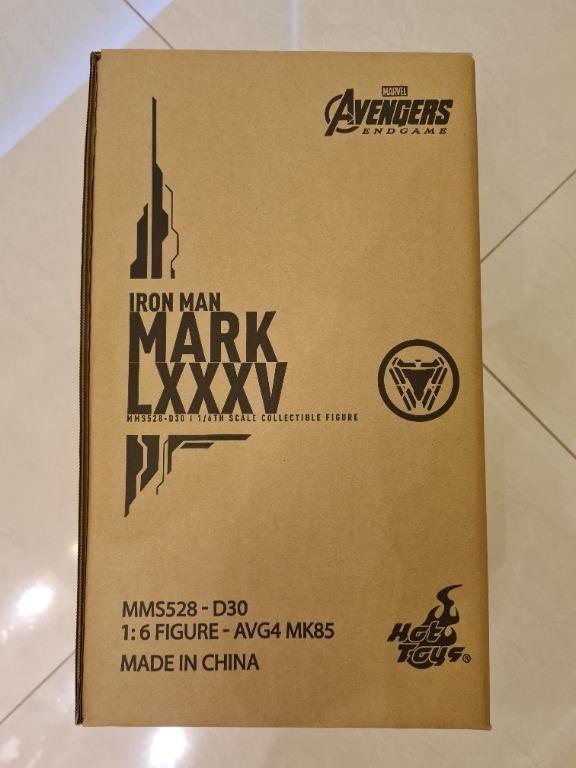 MARVEL
AVENGERS
ENDGAME
IRON MAN
MARK
LXXXV
MMS528-D30 | 1/6TH SCALE COLLECTIBLE FIGURE
MMS528 - D30
1: 6 FIGURE - AVG4 MK85
MADE IN CHINA
Hot
Toys®